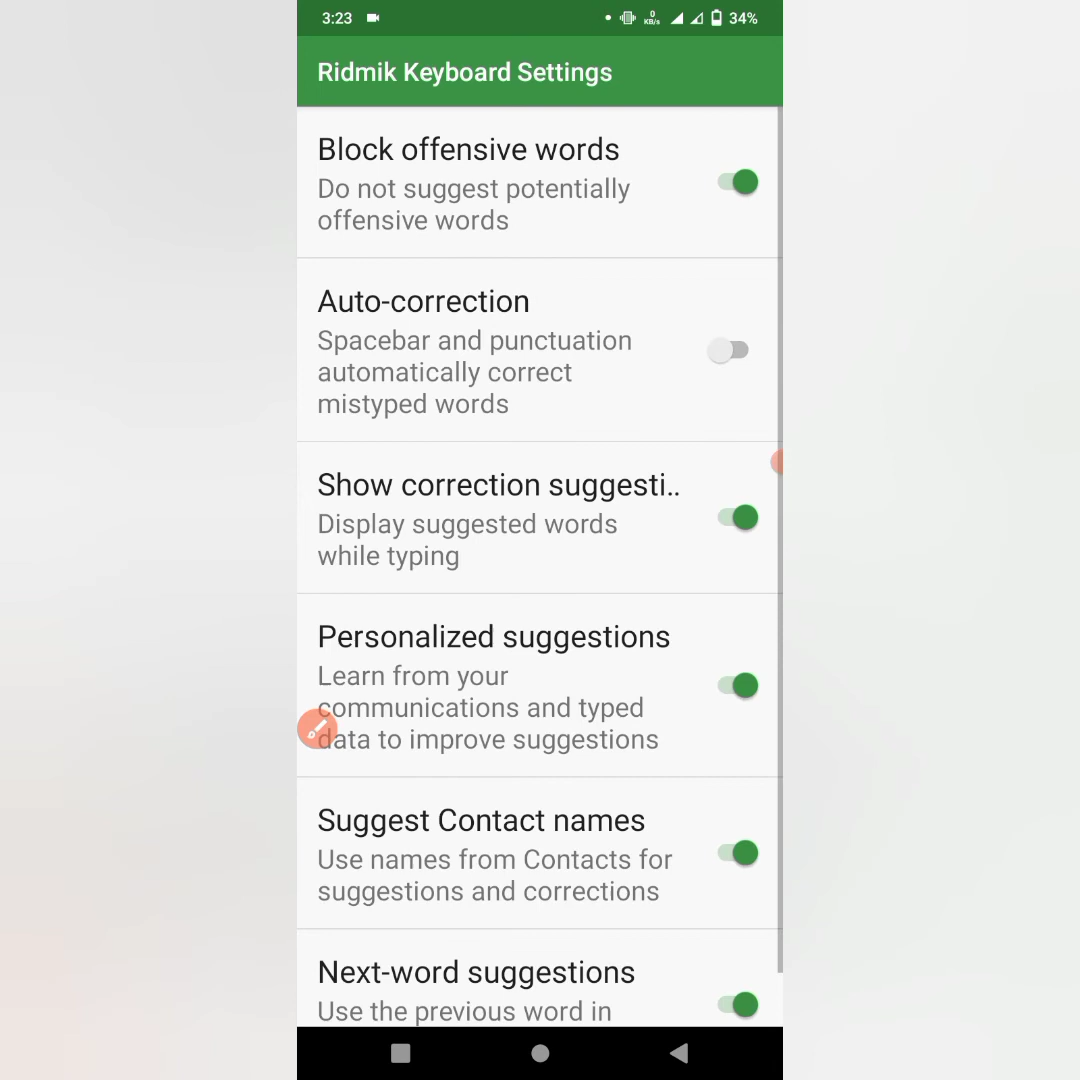 3:23
0
KB/s
34%
Ridmik Keyboard Settings
Block offensive words
Do not suggest potentially
offensive words
Auto-correction
Spacebar and punctuation
automatically correct
mistyped words
Show correction suggesti..
Display suggested words
while typing
Personalized suggestions
Learn from your
communications and typed
data to improve suggestions
Suggest Contact names
Use names from Contacts for
suggestions and corrections
Next-word suggestions
Use the previous word in